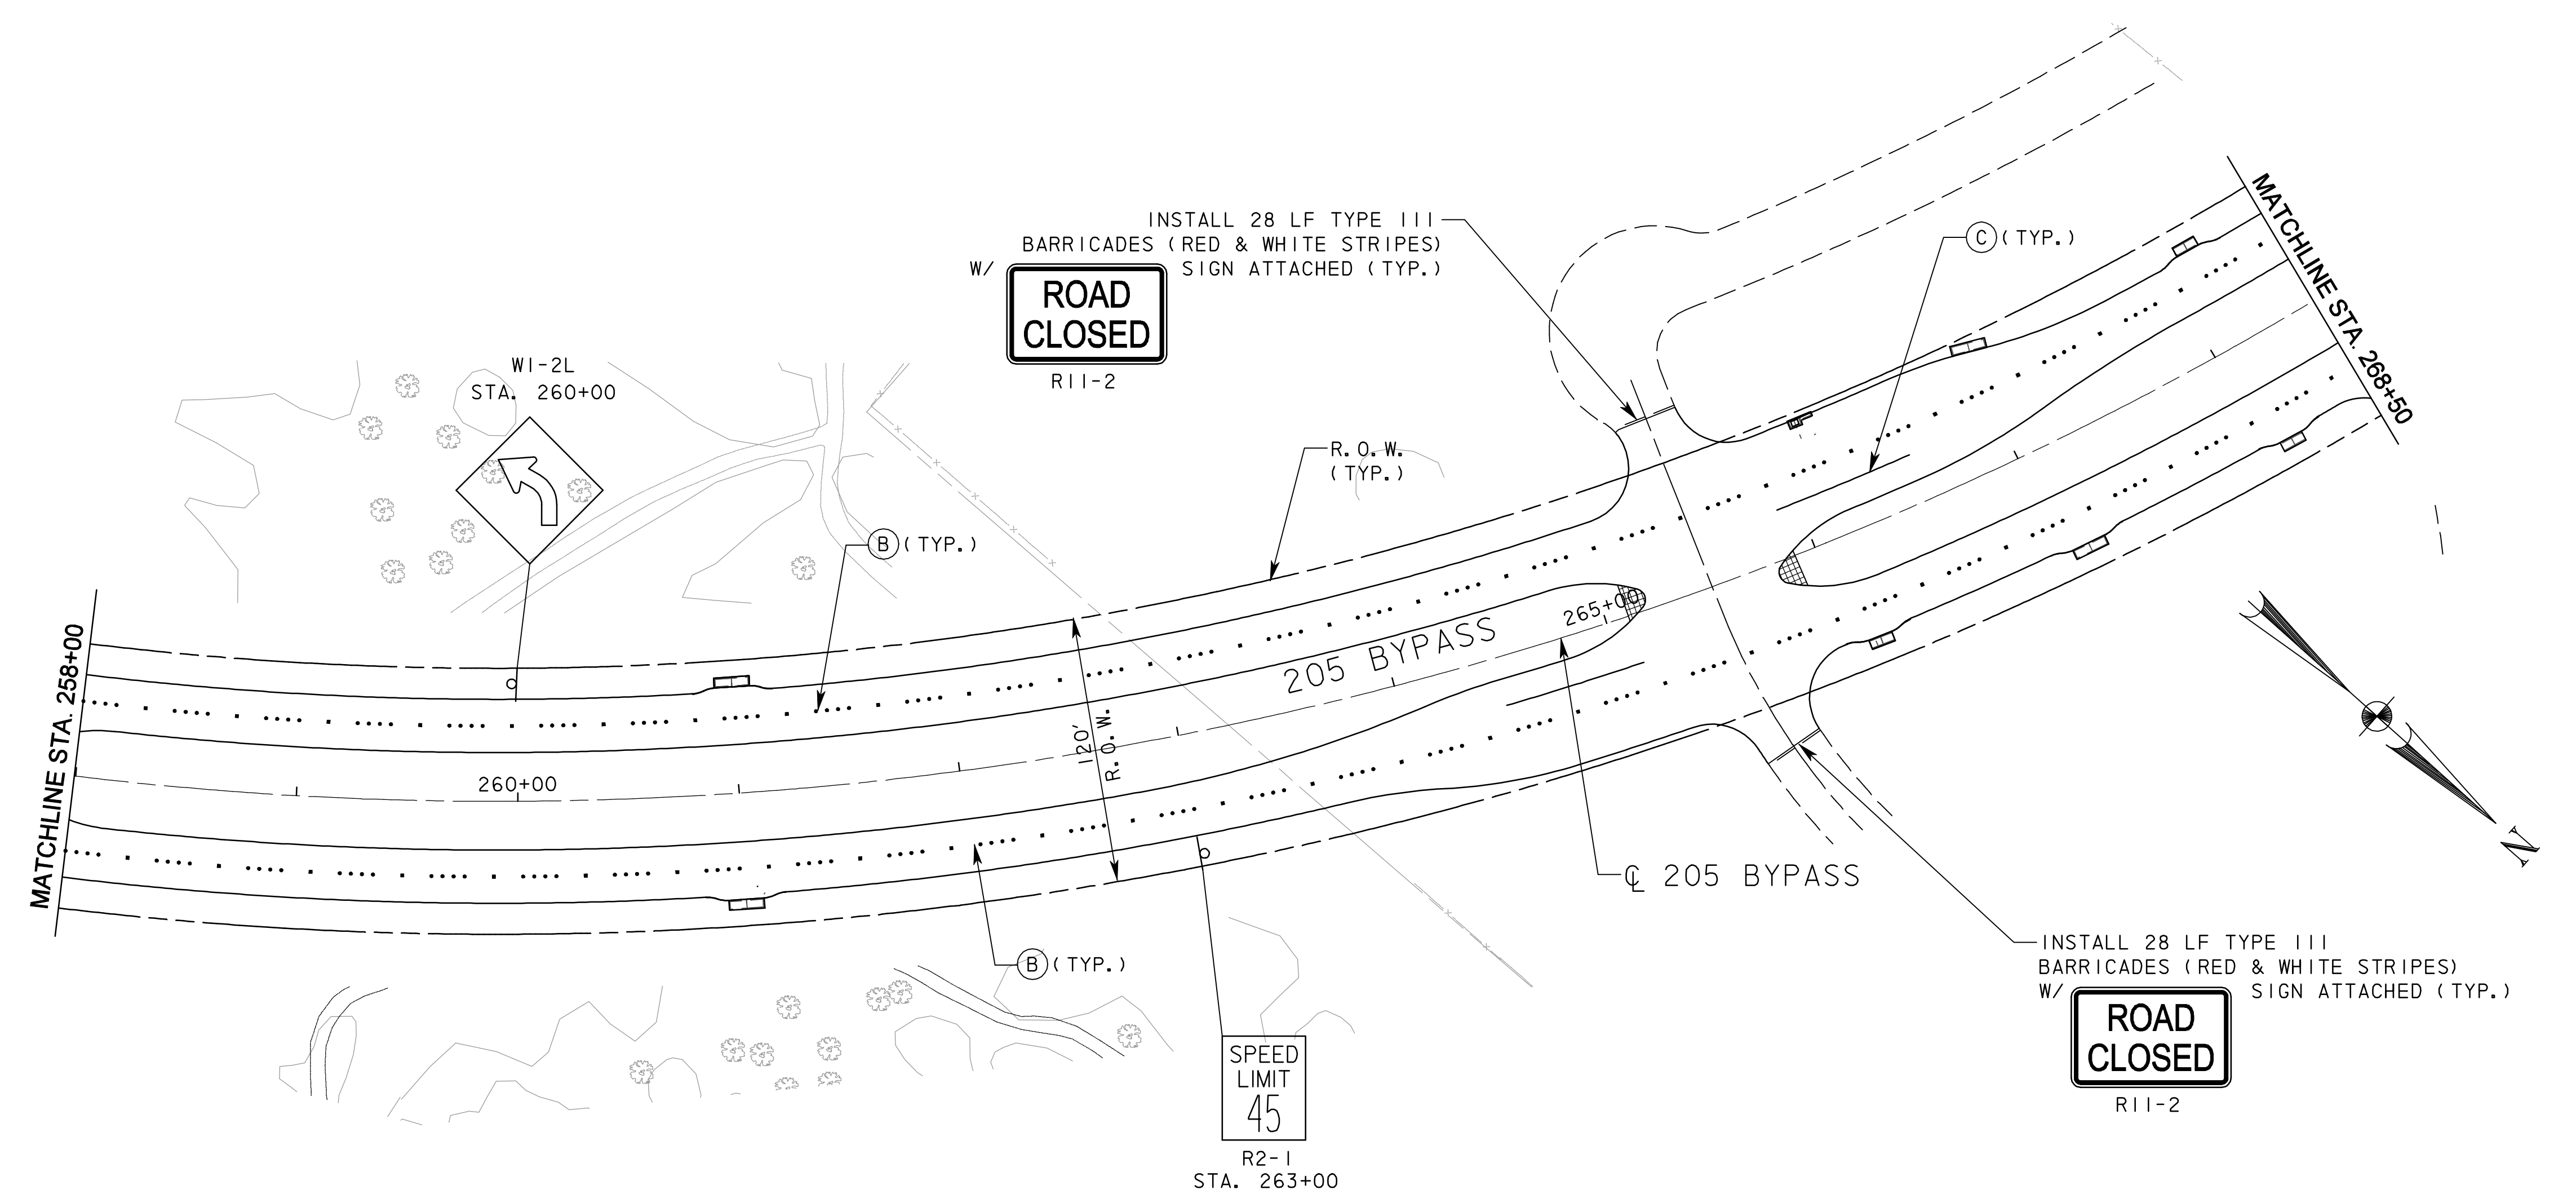 INSTALL 28 LF TYPE III
BARRICADES (RED & WHITE STRIPES)
W/ SIGN ATTACHED (TYP.)
ROAD
CLOSED
R11-2
C (TYP.)
MATCHLINE STA. 268+50
W1-2L
STA. 260+00
R.O.W.
(TYP.)
B (TYP.)
MATCHLINE STA. 258+00
260+00
120'
R.O.W.
205 BYPASS
265+00
℄ 205 BYPASS
B (TYP.)
N
INSTALL 28 LF TYPE III
BARRICADES (RED & WHITE STRIPES)
W/ SIGN ATTACHED (TYP.)
ROAD
CLOSED
R11-2
SPEED
LIMIT
45
R2-1
STA. 263+00